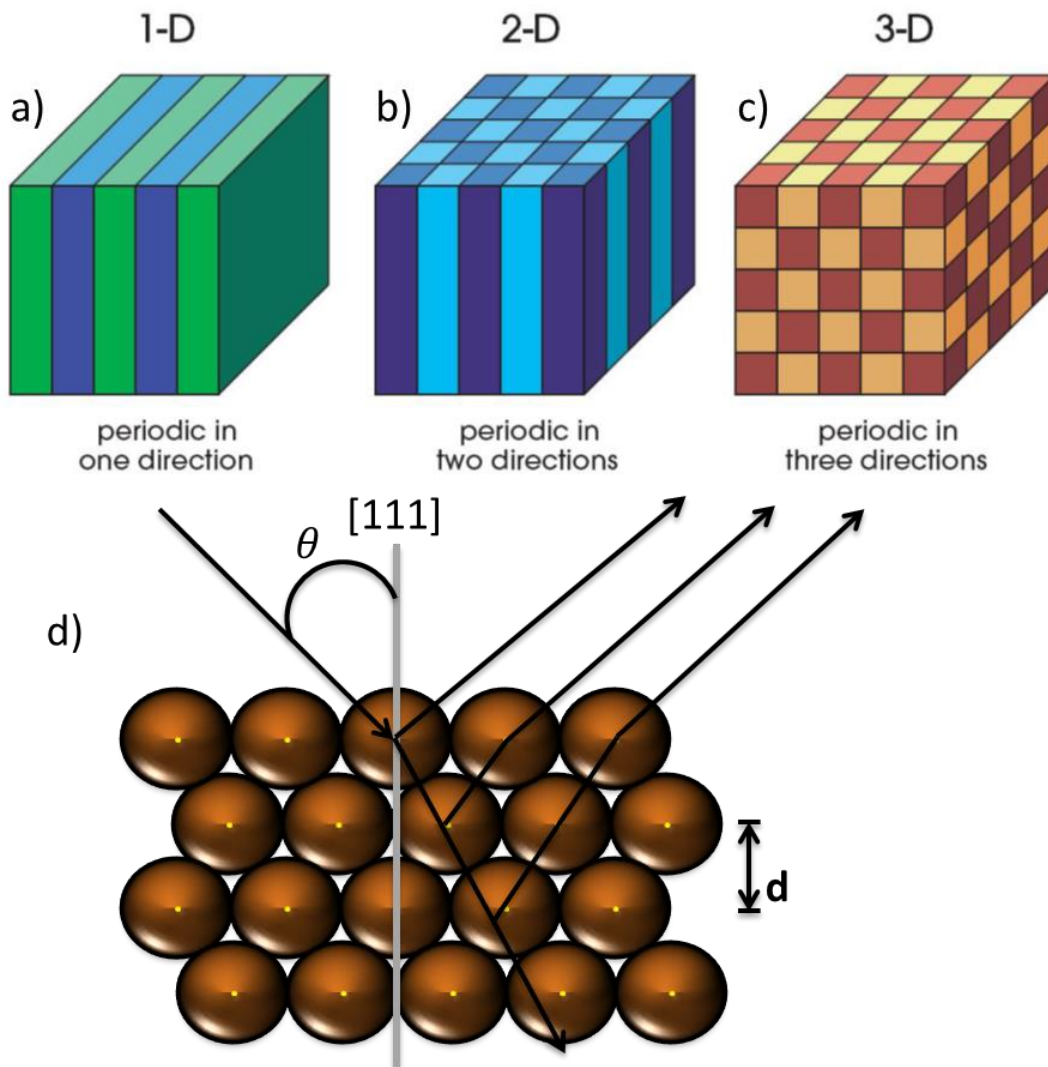 1-D
2-D
3-D
a)
b)
c)
periodic in
one direction
periodic in
two directions
periodic in
three directions
[111]
θ
d)
d